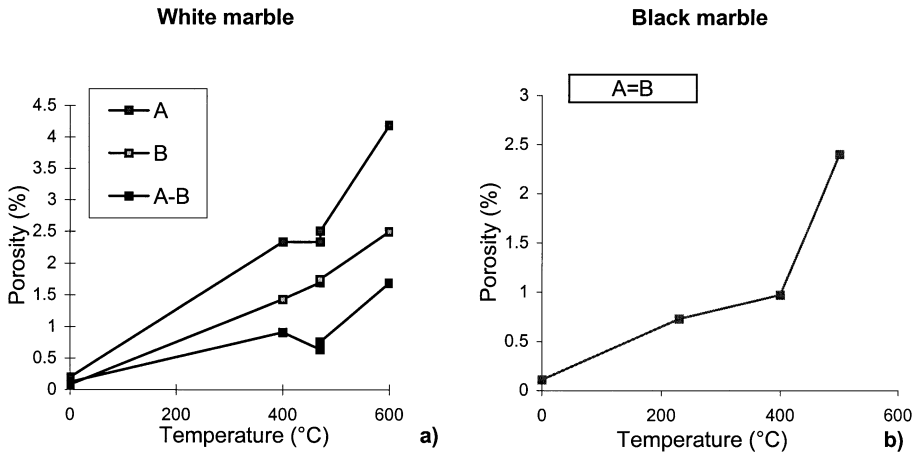 White marble
A
B
A-B
4.5
4
3.5
3
2.5
2
1.5
1
0.5
0
Porosity (%)
0 200 400 600
Temperature (°C)
a)
Black marble
A=B
3
2.5
2
1.5
1
0.5
0
Porosity (%)
0 200 400 600
Temperature (°C)
b)